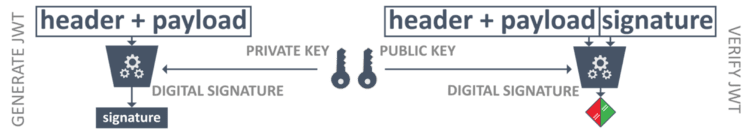 GENERATE JWT
header + payload
PRIVATE KEY
DIGITAL SIGNATURE
signature
header + payload signature
PUBLIC KEY
DIGITAL SIGNATURE
VERIFY JWT